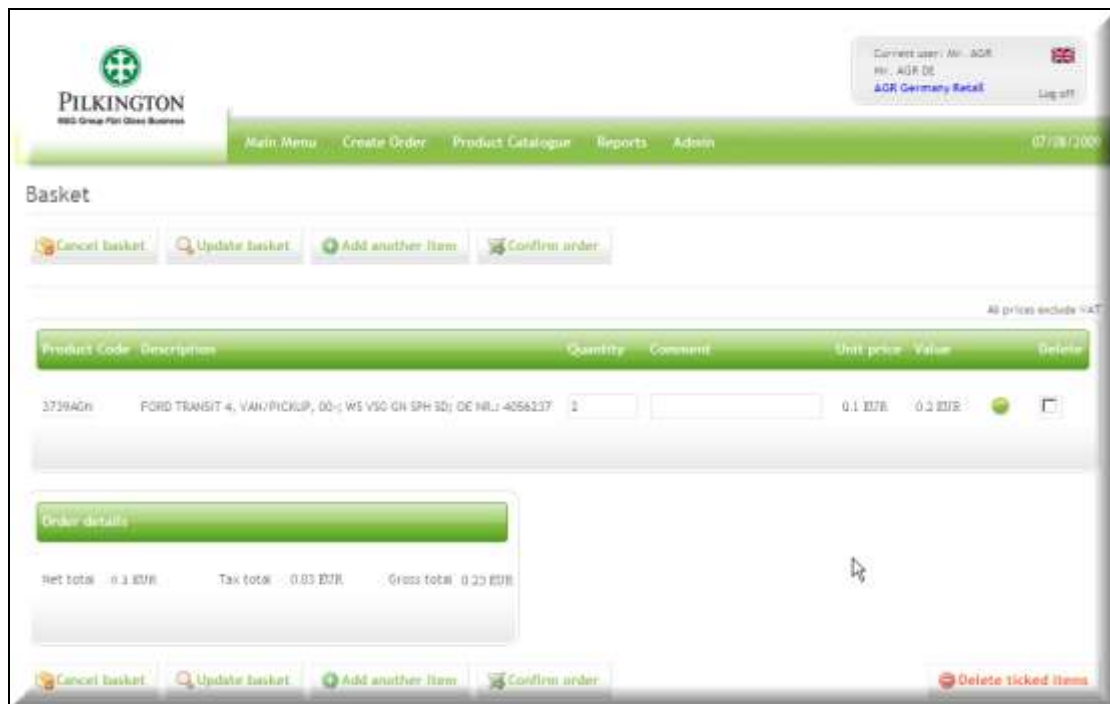 Current user: Mr. AGR
Mr. AGR DE
AGR Germany Retail
Log off
PILKINGTON
NSG Group Flat Glass Business
Main Menu Create Order Product Catalogue Reports Admin 07/08/2009
Basket
Cancel basket Update basket Add another item Confirm order
All prices exclude VAT
Product Code Description Quantity Comment Unit price Value Delete
3739AGN FORD TRANSIT 4, VAN/PICKUP, 00-; WS VSG GN SPH SD; OE NR.: 4056237 2 0.1 EUR 0.2 EUR
Order details
Net total EUR Tax total 0.03 EUR Gross total 0.23 EUR
Cancel basket Update basket Add another item Confirm order Delete ticked items